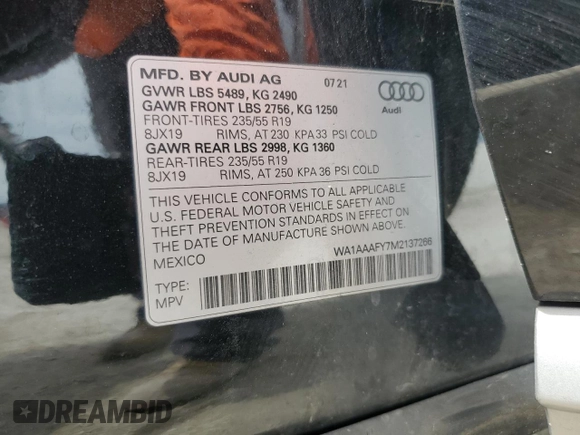 MFD. BY AUDI AG 07 21
GVWR LBS 5489, KG 2490
GAWR FRONT LBS 2756, KG 1250
FRONT-TIRES 235/55 R19
8JX19 RIMS, AT 230 KPA 33 PSI COLD
GAWR REAR LBS 2998, KG 1360
REAR-TIRES 235/55 R19
8JX19 RIMS, AT 250 KPA 36 PSI COLD
Audi
THIS VEHICLE CONFORMS TO ALL APPLICABLE
U.S. FEDERAL MOTOR VEHICLE SAFETY AND
THEFT PREVENTION STANDARDS IN EFFECT ON
THE DATE OF MANUFACTURE SHOWN ABOVE.
MEXICO WA1AAAFY7M2137266
TYPE:
MPV
DREAMBID